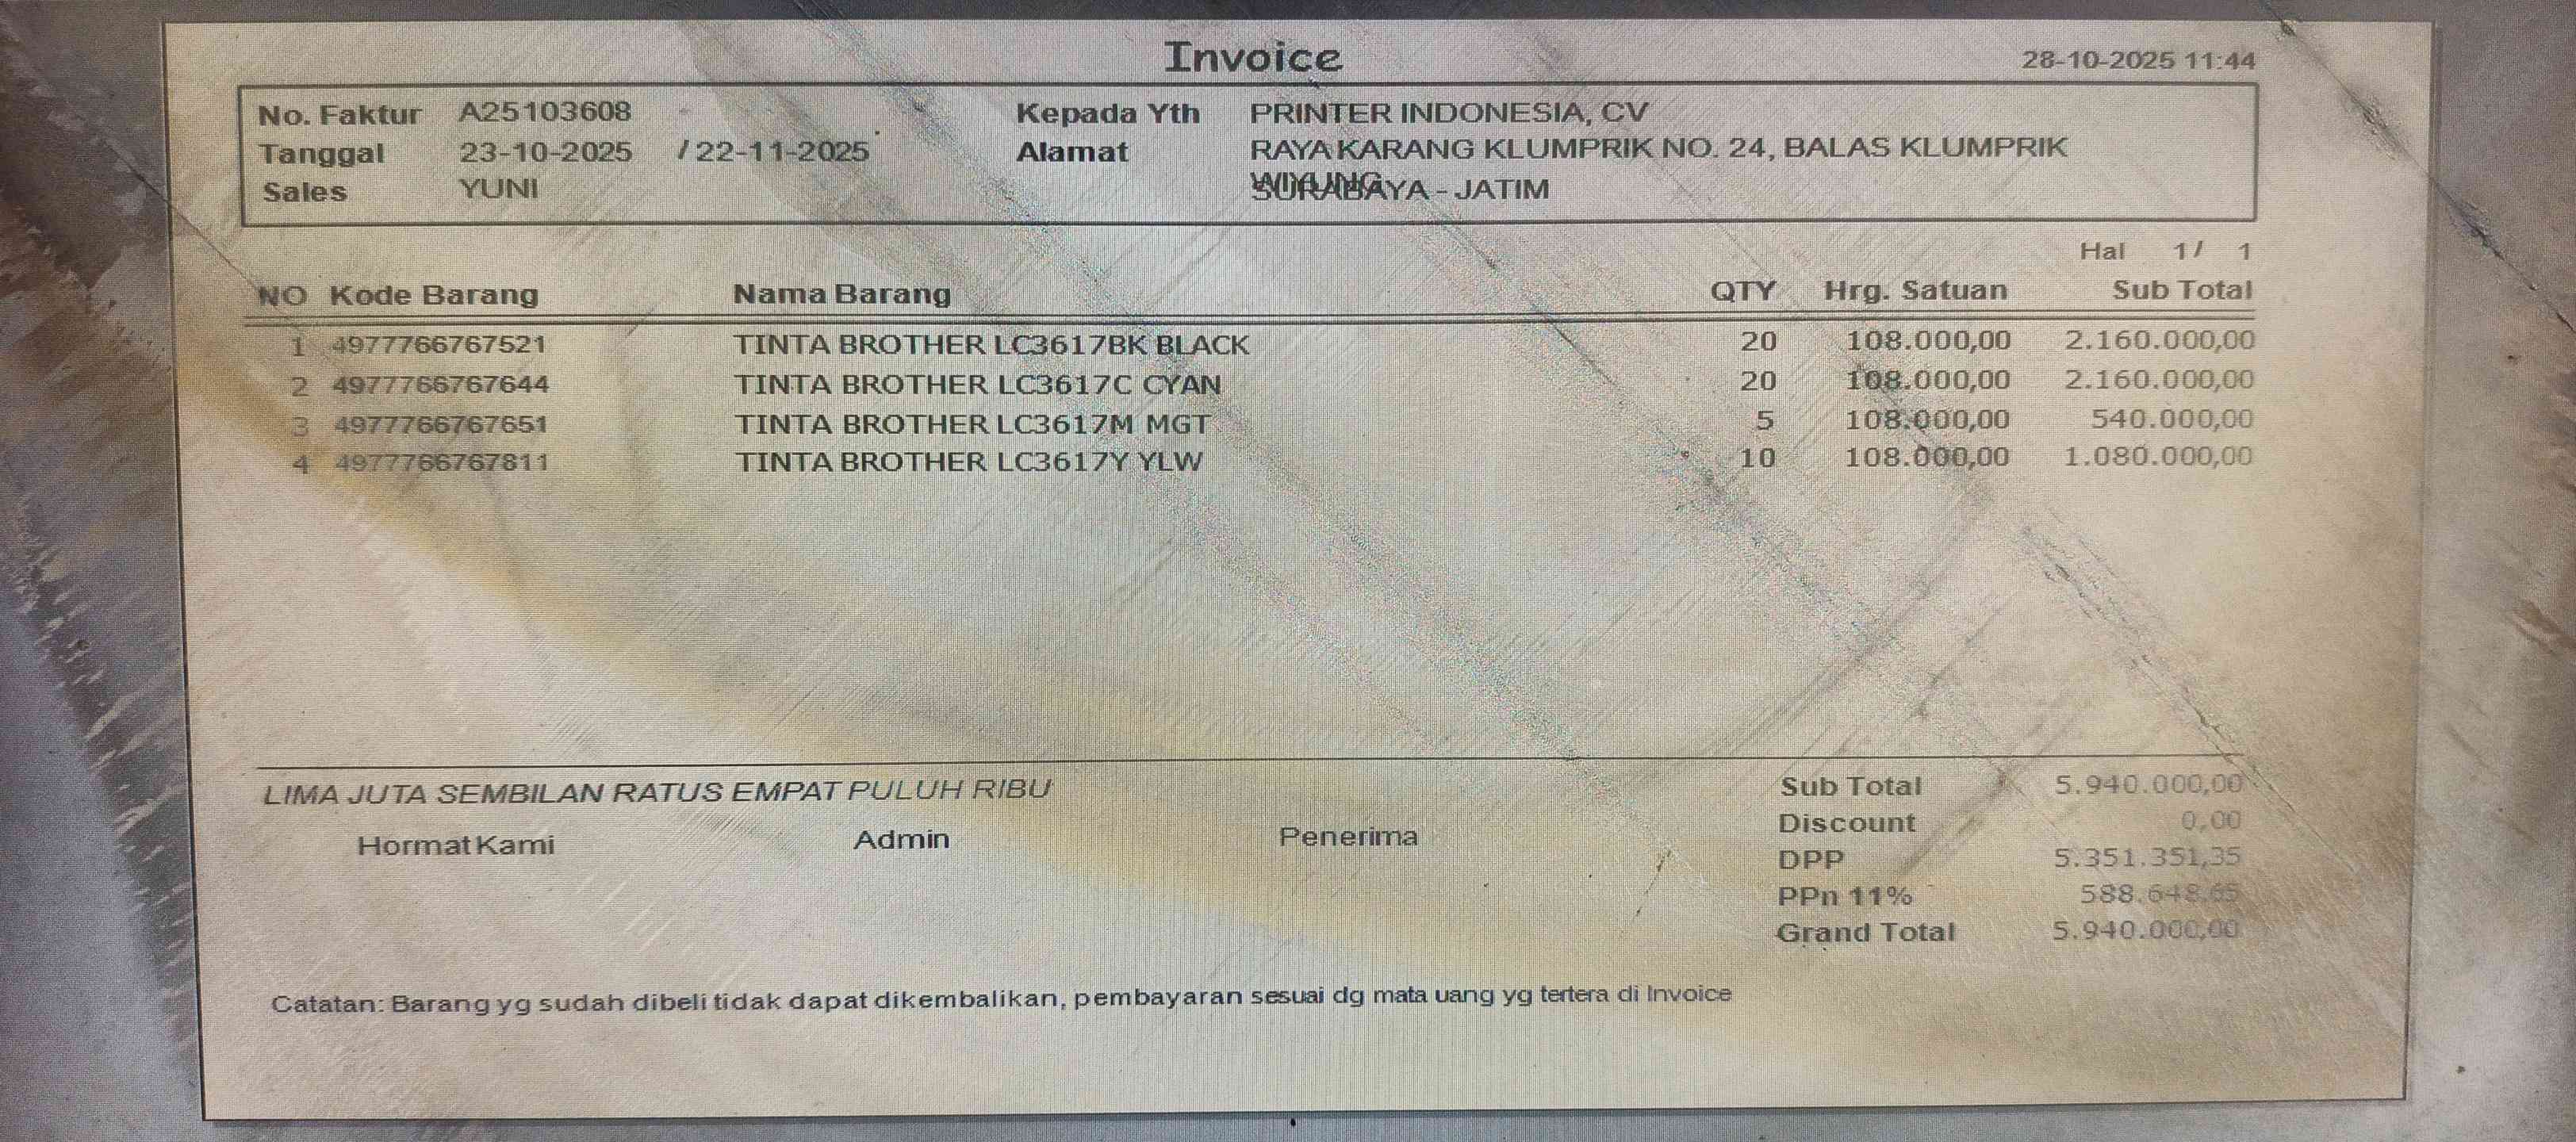 Invoice
28-10-2025 11:44
No. Faktur A25103608 Kepada Yth PRINTER INDONESIA, CV
Tanggal 23-10-2025 / 22-11-2025 Alamat RAYA KARANG KLUMPRIK NO. 24, BALAS KLUMPRIK
WIYUNG
Sales YUNI SURABAYA - JATIM
Hal 1 / 1
NO Kode Barang Nama Barang QTY Hrg. Satuan Sub Total
1 4977766767521 TINTA BROTHER LC3617BK BLACK 20 108.000,00 2.160.000,00
2 4977766767644 TINTA BROTHER LC3617C CYAN 20 108.000,00 2.160.000,00
3 4977766767651 TINTA BROTHER LC3617M MGT 5 108.000,00 540.000,00
4 4977766767811 TINTA BROTHER LC3617Y YLW 10 108.000,00 1.080.000,00
LIMA JUTA SEMBILAN RATUS EMPAT PULUH RIBU Sub Total 5.940.000,00
Discount 0,00
Hormat Kami Admin Penerima
DPP 5.351.351,35
PPn 11% 588.648,65
Grand Total 5.940.000,00
Catatan: Barang yg sudah dibeli tidak dapat dikembalikan, pembayaran sesuai dg mata uang yg tertera di Invoice